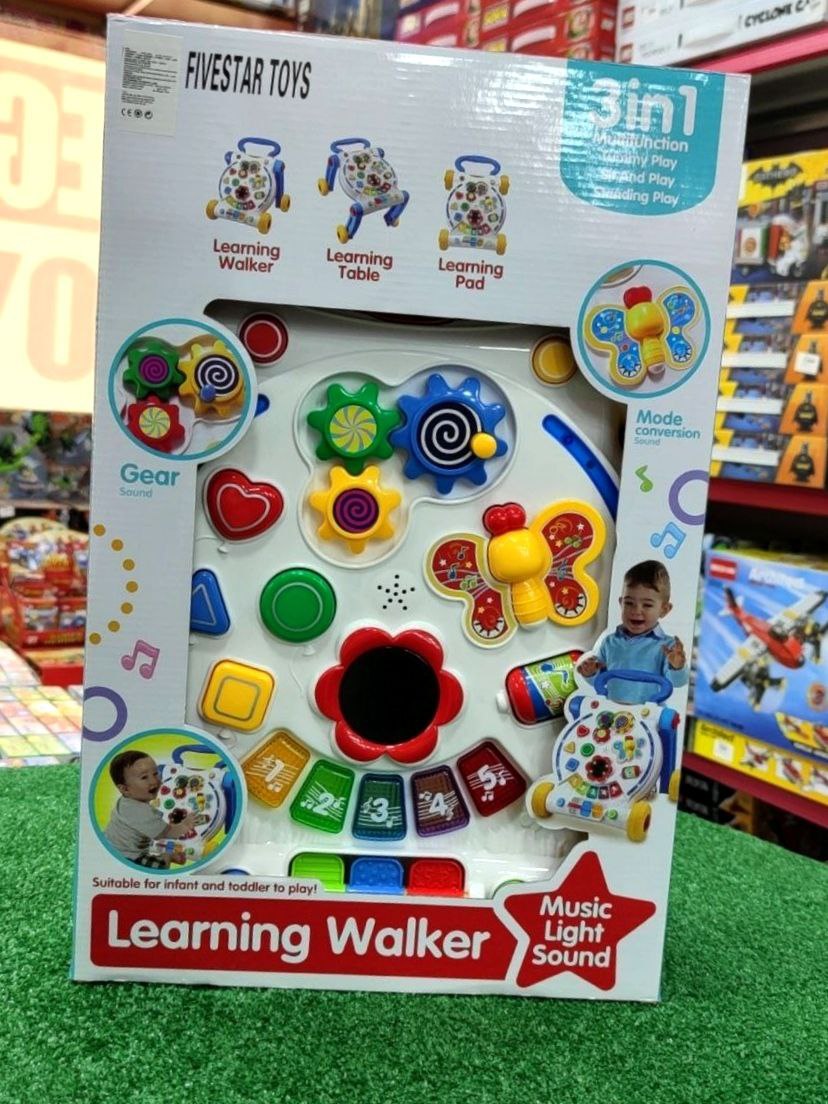 FIVESTAR TOYS
3in1
Multifunction
Tummy Play
Sit And Play
Standing Play
Learning
Walker
Learning
Table
Learning
Pad
Gear
Sound
Mode
conversion
Sound
1 2 3 4 5
Suitable for infant and toddler to play!
Learning Walker
Music
Light
Sound
CYCLONE